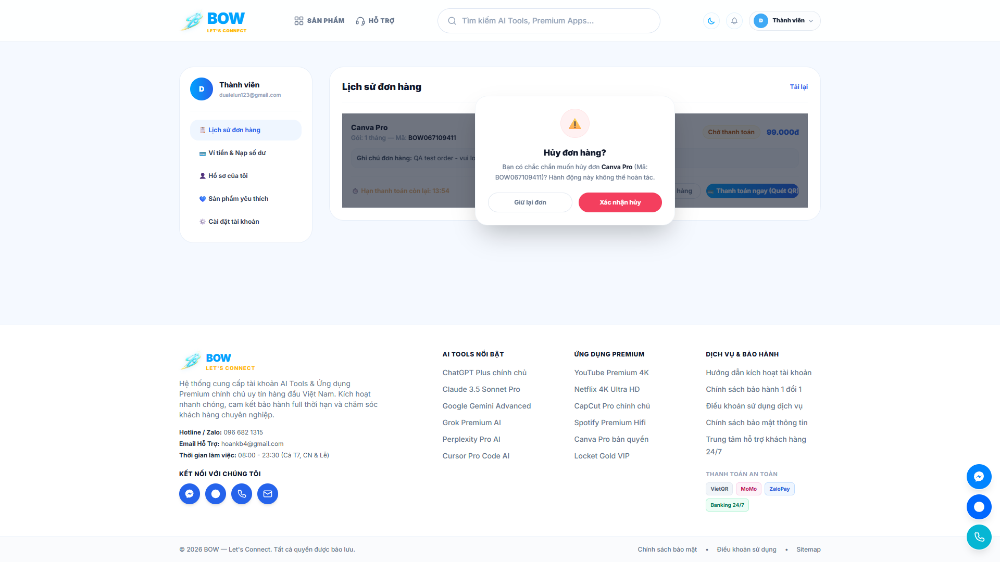 BOW
LET'S CONNECT
SẢN PHẨM
HỖ TRỢ
Tìm kiếm AI Tools, Premium Apps...
D
Thành viên
D
Thành viên
dualelun123@gmail.com
Lịch sử đơn hàng
Ví tiền & Nạp số dư
Hồ sơ của tôi
Sản phẩm yêu thích
Cài đặt tài khoản
Lịch sử đơn hàng
Tải lại
Canva Pro
Gói: 1 tháng — Mã: BOW067109411
Chờ thanh toán
99.000đ
Ghi chú đơn hàng: QA test order - vui lo
Hạn thanh toán còn lại: 13:54
hàng
Thanh toán ngay (Quét QR)
Hủy đơn hàng?
Bạn có chắc chắn muốn hủy đơn Canva Pro (Mã:
BOW067109411)? Hành động này không thể hoàn tác.
Giữ lại đơn
Xác nhận hủy
BOW
LET'S CONNECT
Hệ thống cung cấp tài khoản AI Tools & Ứng dụng
Premium chính chủ uy tín hàng đầu Việt Nam. Kích hoạt
nhanh chóng, cam kết bảo hành full thời hạn và chăm sóc
khách hàng chuyên nghiệp.
Hotline / Zalo: 096 682 1315
Email Hỗ Trợ: hoankb4@gmail.com
Thời gian làm việc: 08:00 - 23:30 (Cả T7, CN & Lễ)
KẾT NỐI VỚI CHÚNG TÔI
AI TOOLS NỔI BẬT
ChatGPT Plus chính chủ
Claude 3.5 Sonnet Pro
Google Gemini Advanced
Grok Premium AI
Perplexity Pro AI
Cursor Pro Code AI
ỨNG DỤNG PREMIUM
YouTube Premium 4K
Netflix 4K Ultra HD
CapCut Pro chính chủ
Spotify Premium Hifi
Canva Pro bản quyền
Locket Gold VIP
DỊCH VỤ & BẢO HÀNH
Hướng dẫn kích hoạt tài khoản
Chính sách bảo hành 1 đổi 1
Điều khoản sử dụng dịch vụ
Chính sách bảo mật thông tin
Trung tâm hỗ trợ khách hàng
24/7
THANH TOÁN AN TOÀN
VietQR
MoMo
ZaloPay
Banking 24/7
© 2026 BOW — Let's Connect. Tất cả quyền được bảo lưu.
Chính sách bảo mật • Điều khoản sử dụng • Sitemap